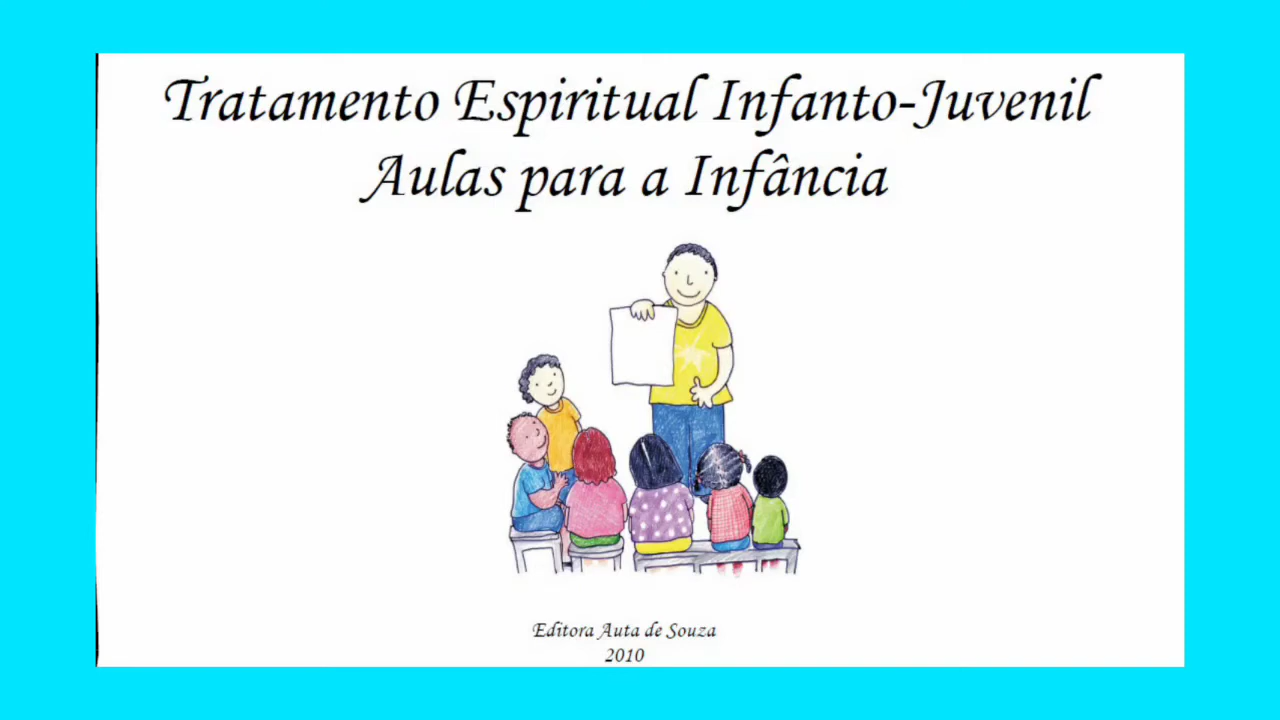 Tratamento Espiritual Infanto-Juvenil
Aulas para a Infância
Editora Auta de Souza
2010